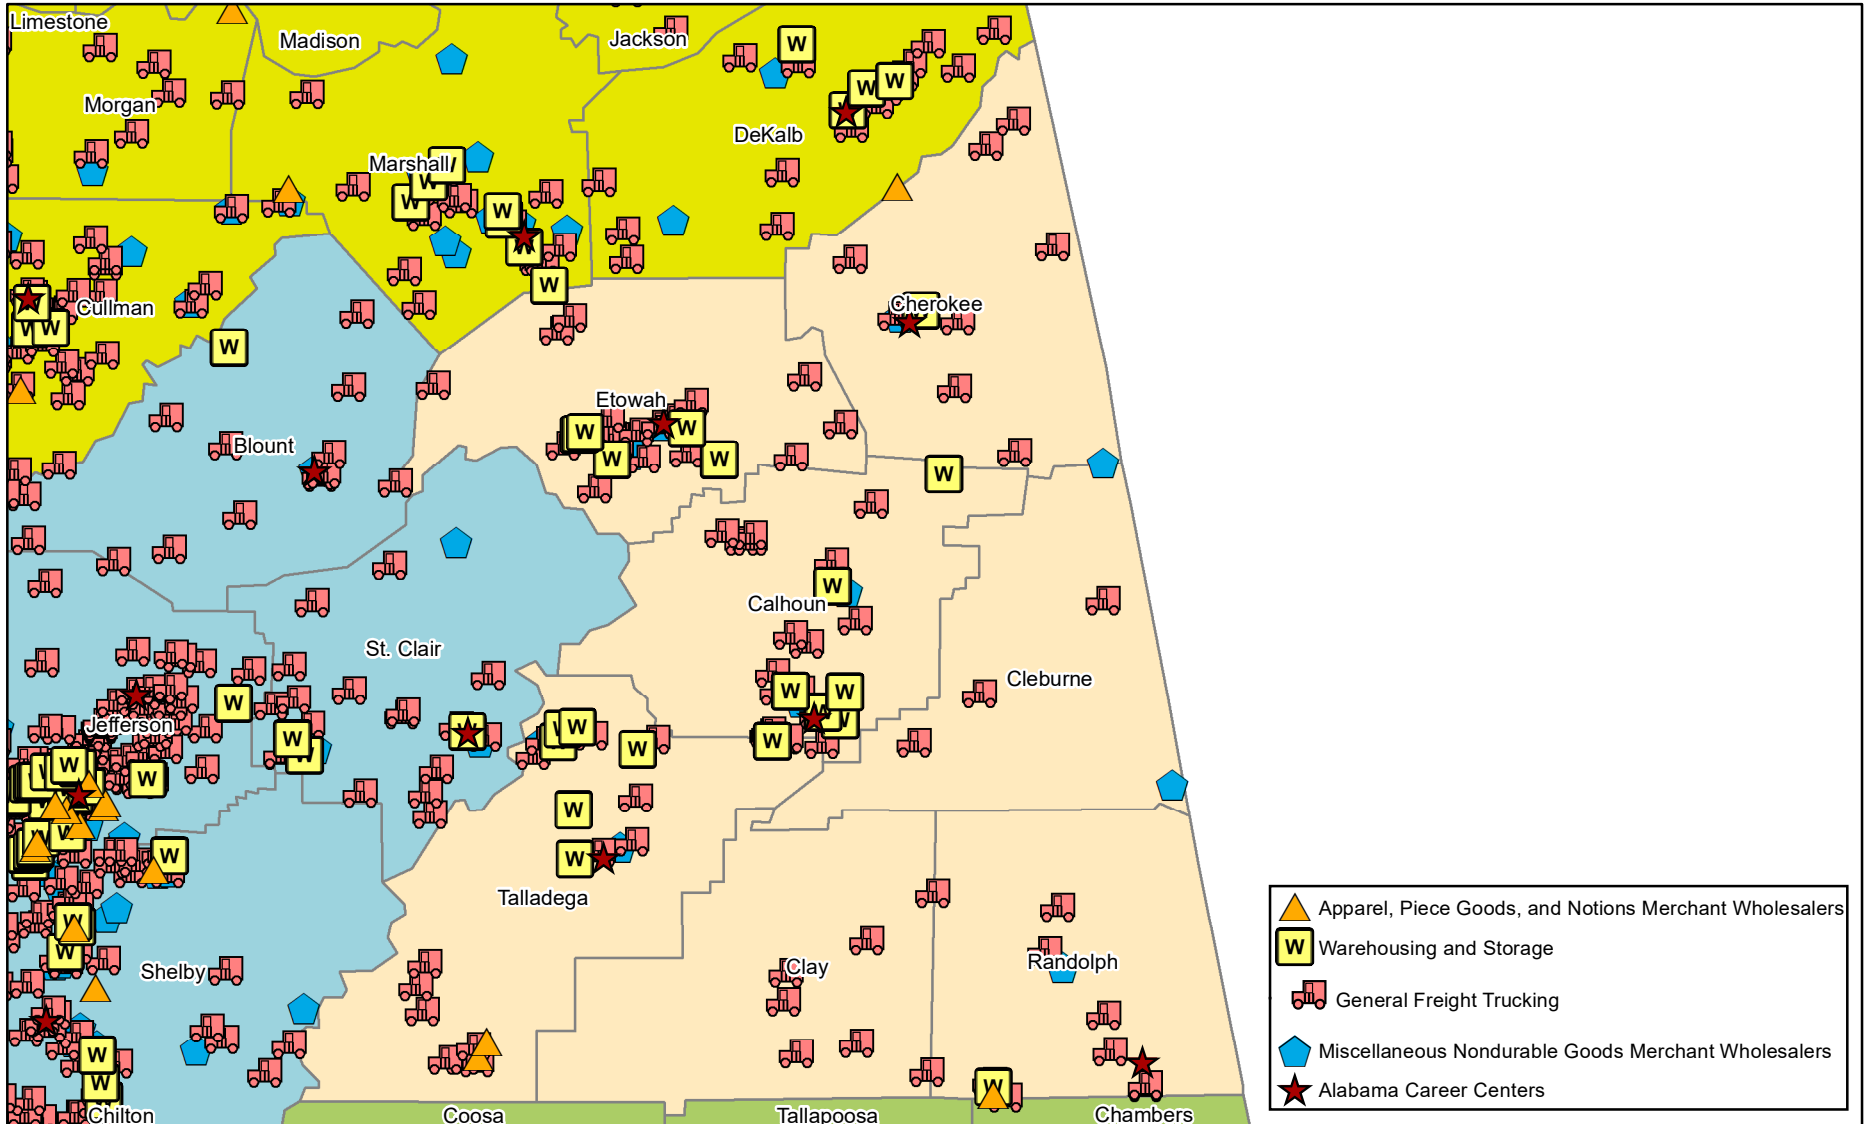 Limestone
Madison
Jackson
Morgan
DeKalb
Marshall
Cullman
Cherokee
Etowah
Blount
Calhoun
St. Clair
Cleburne
Jefferson
Talladega
Shelby
Clay
Randolph
Chilton
Coosa
Tallapoosa
Chambers
Apparel, Piece Goods, and Notions Merchant Wholesalers
W Warehousing and Storage
General Freight Trucking
Miscellaneous Nondurable Goods Merchant Wholesalers
Alabama Career Centers